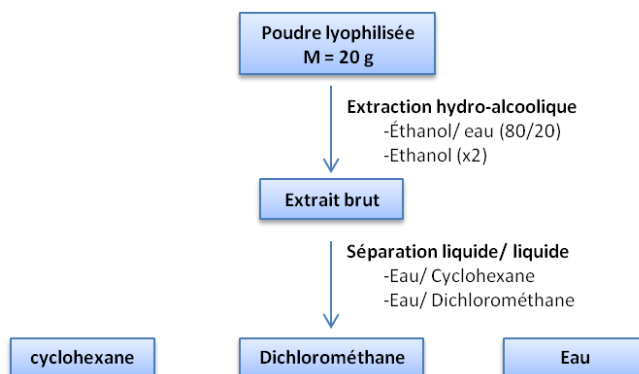 Poudre lyophilisée
M = 20 g
Extraction hydro-alcoolique
-Éthanol/ eau (80/20)
-Ethanol (x2)
Extrait brut
Séparation liquide/ liquide
-Eau/ Cyclohexane
-Eau/ Dichlorométhane
cyclohexane
Dichlorométhane
Eau